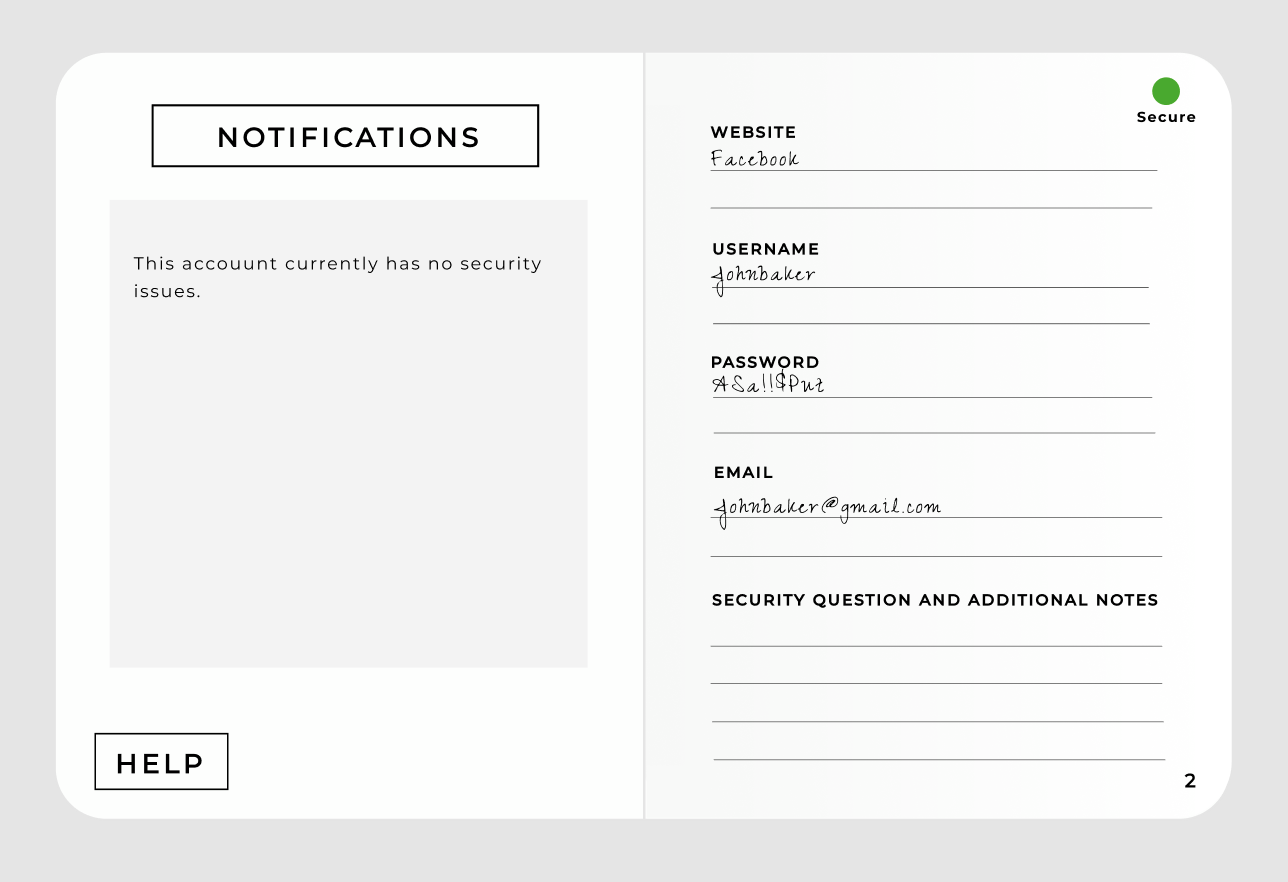 NOTIFICATIONS
This accouunt currently has no security
issues.
HELP
Secure
WEBSITE
Facebook
USERNAME
Johnbaker
PASSWORD
ASa!!$Put
EMAIL
Johnbaker@gmail.com
SECURITY QUESTION AND ADDITIONAL NOTES
2